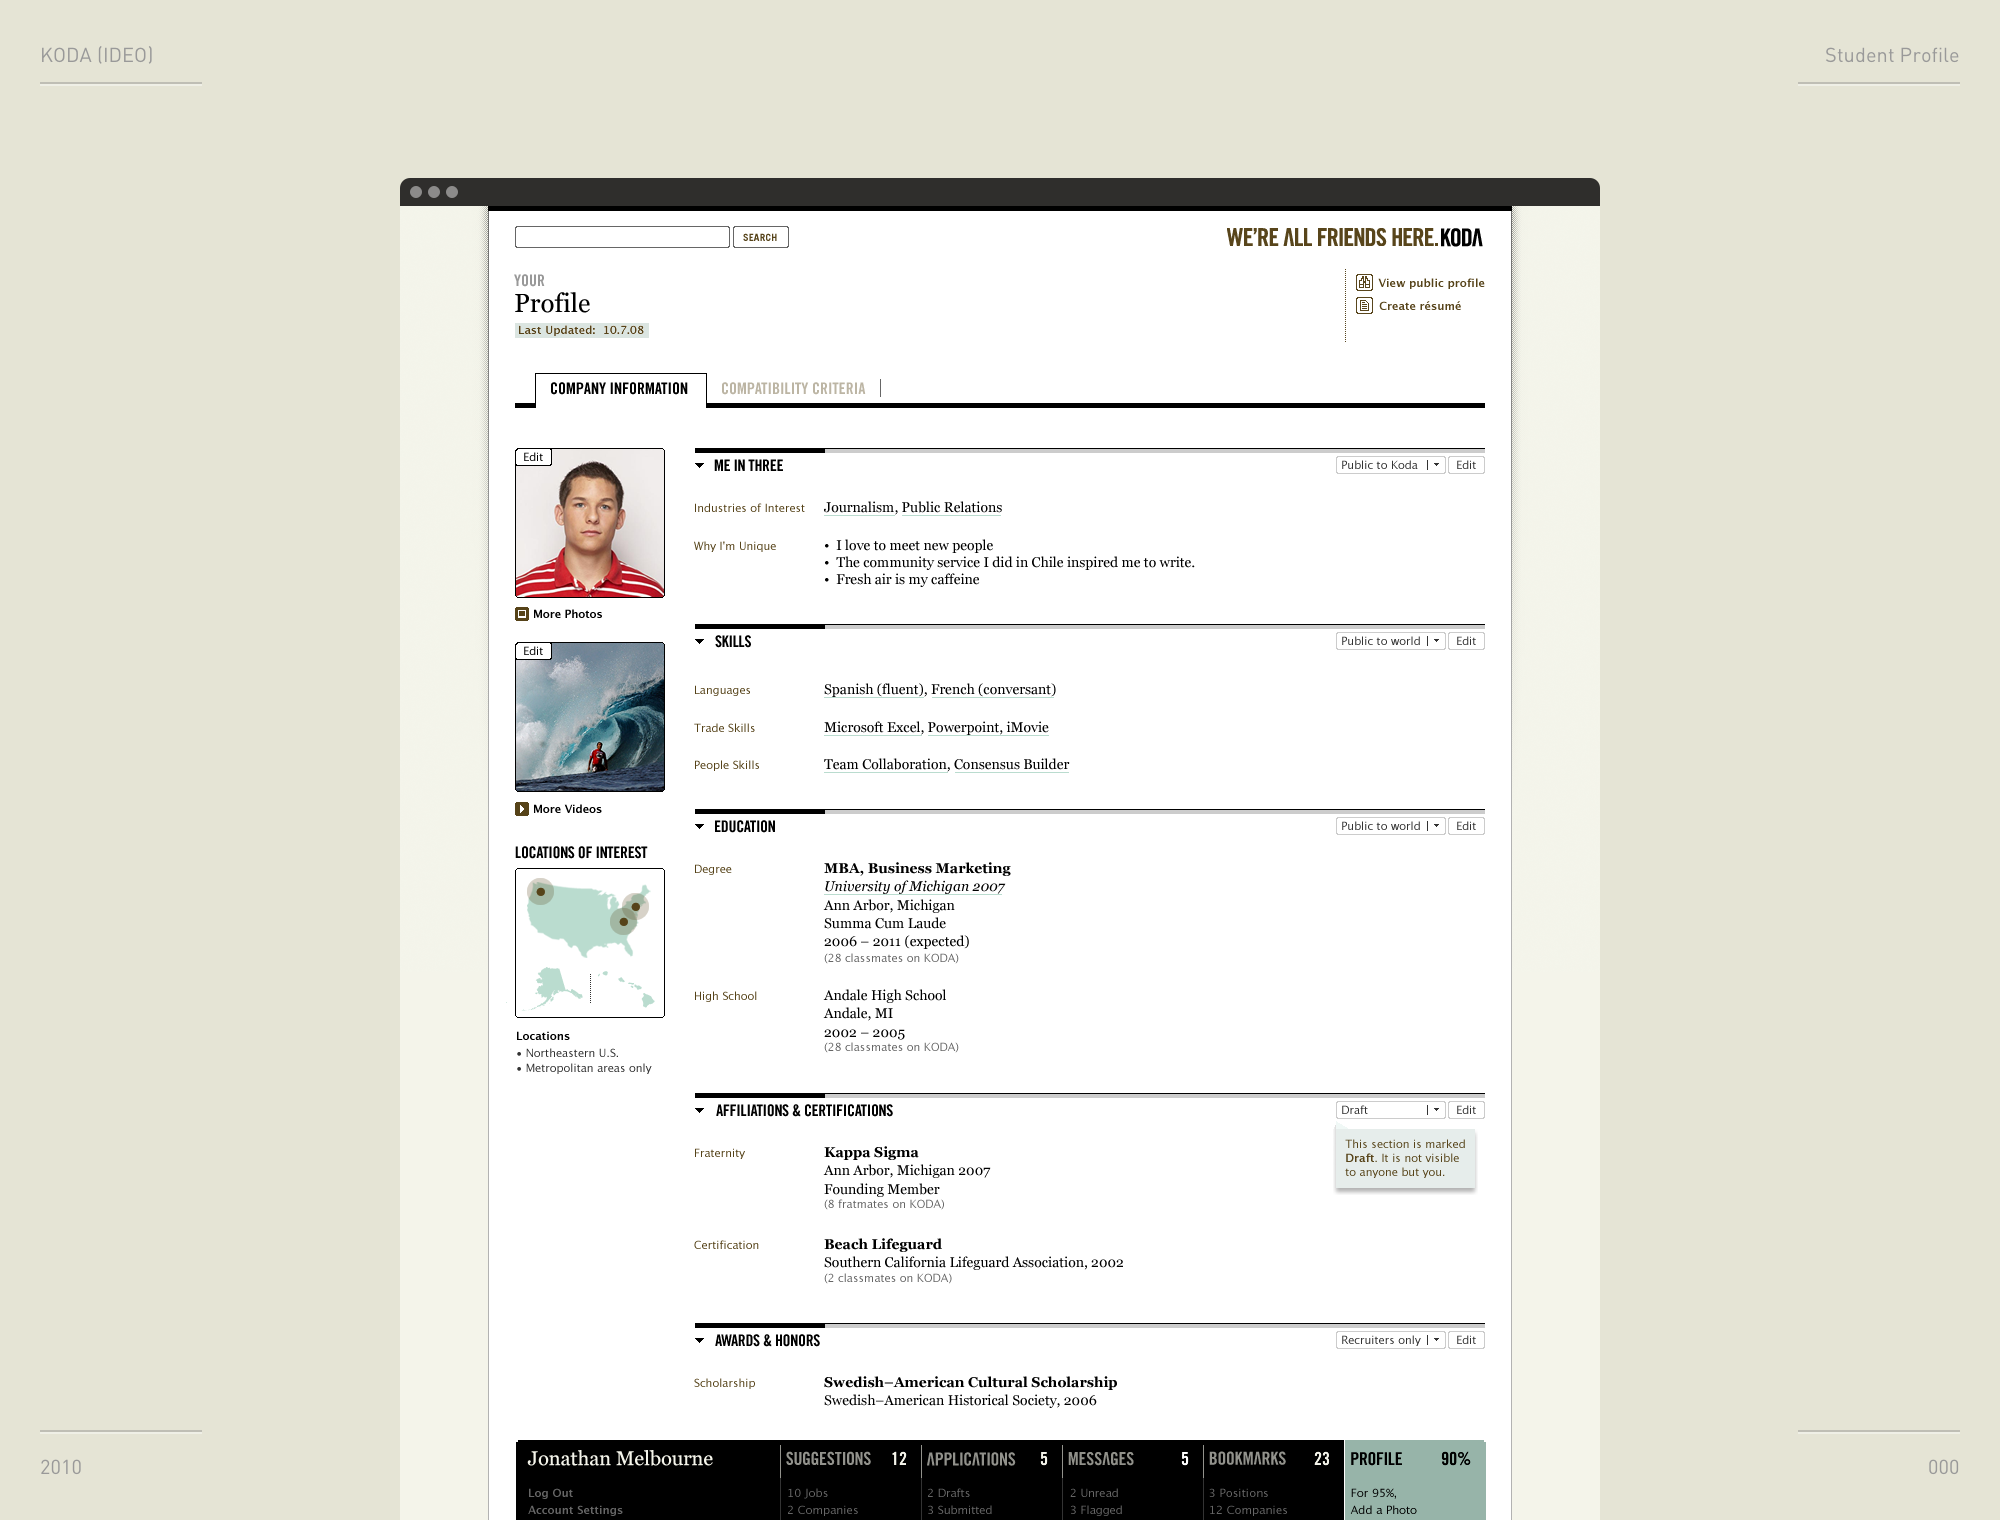 KODA (IDEO)
Student Profile
SEARCH
WE'RE ALL FRIENDS HERE.KODA
YOUR
Profile
Last Updated: 10.7.08
View public profile
Create résumé
COMPANY INFORMATION
COMPATIBILITY CRITERIA
Edit
More Photos
Edit
More Videos
LOCATIONS OF INTEREST
Locations
• Northeastern U.S.
• Metropolitan areas only
ME IN THREE
Public to Koda
Edit
Industries of Interest
Journalism, Public Relations
Why I'm Unique
• I love to meet new people
• The community service I did in Chile inspired me to write.
• Fresh air is my caffeine
SKILLS
Public to world
Edit
Languages
Spanish (fluent), French (conversant)
Trade Skills
Microsoft Excel, Powerpoint, iMovie
People Skills
Team Collaboration, Consensus Builder
EDUCATION
Public to world
Edit
Degree
MBA, Business Marketing
University of Michigan 2007
Ann Arbor, Michigan
Summa Cum Laude
2006 – 2011 (expected)
(28 classmates on KODA)
High School
Andale High School
Andale, MI
2002 – 2005
(28 classmates on KODA)
AFFILIATIONS & CERTIFICATIONS
Draft
Edit
This section is marked
Draft. It is not visible
to anyone but you.
Fraternity
Kappa Sigma
Ann Arbor, Michigan 2007
Founding Member
(8 fratmates on KODA)
Certification
Beach Lifeguard
Southern California Lifeguard Association, 2002
(2 classmates on KODA)
AWARDS & HONORS
Recruiters only
Edit
Scholarship
Swedish–American Cultural Scholarship
Swedish–American Historical Society, 2006
Jonathan Melbourne
Log Out
Account Settings
SUGGESTIONS 12
10 Jobs
2 Companies
APPLICATIONS 5
2 Drafts
3 Submitted
MESSAGES 5
2 Unread
3 Flagged
BOOKMARKS 23
3 Positions
12 Companies
PROFILE 90%
For 95%,
Add a Photo
2010
000